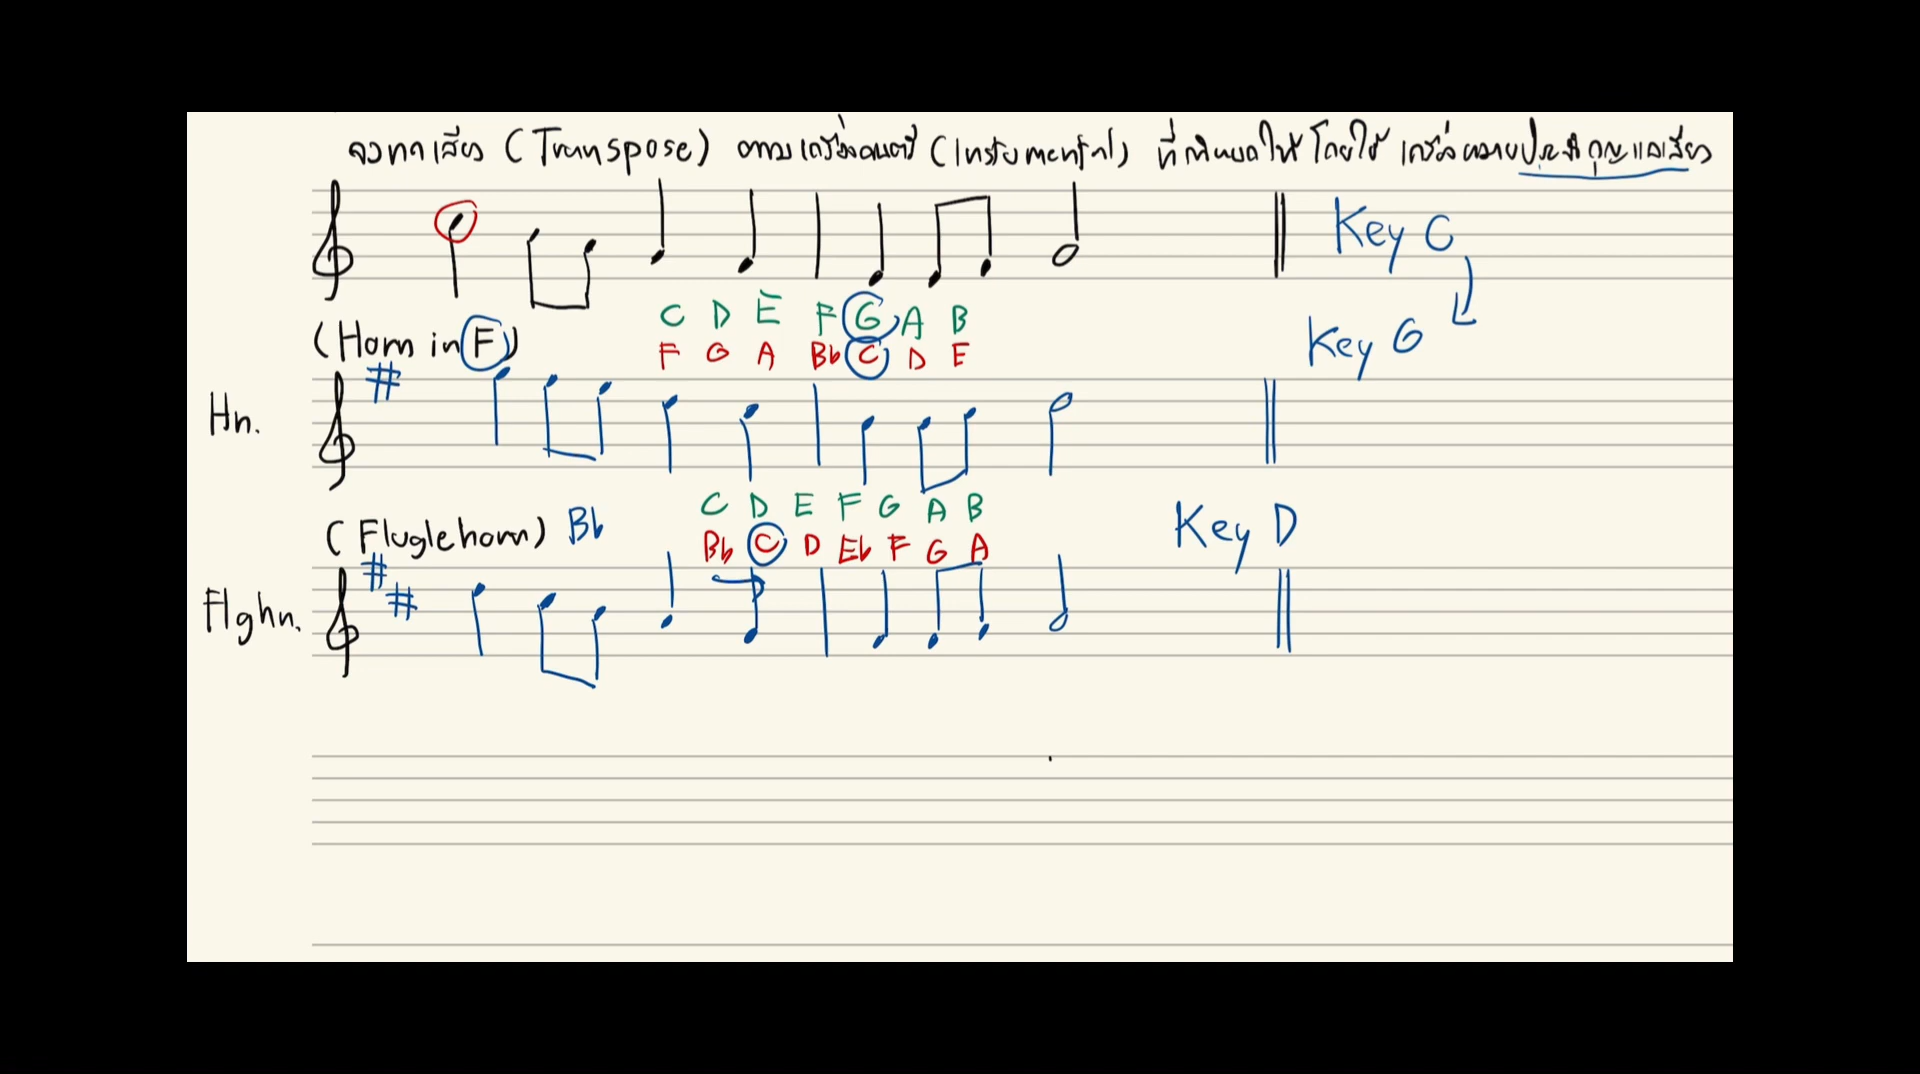 จงทดเสียง (Transpose) ตามเครื่องดนตรี (Instumental) ที่กำหนดให้ โดยใช้ เครื่องหมายประจำกุญแจเสียง
Key C
C D E F G A B
(Horn in F)
F G A Bb C D E
Key G
#
Hn.
C D E F G A B
(Fluglehorn) Bb
Bb C D Eb F G A
Key D
# #
Flghn.